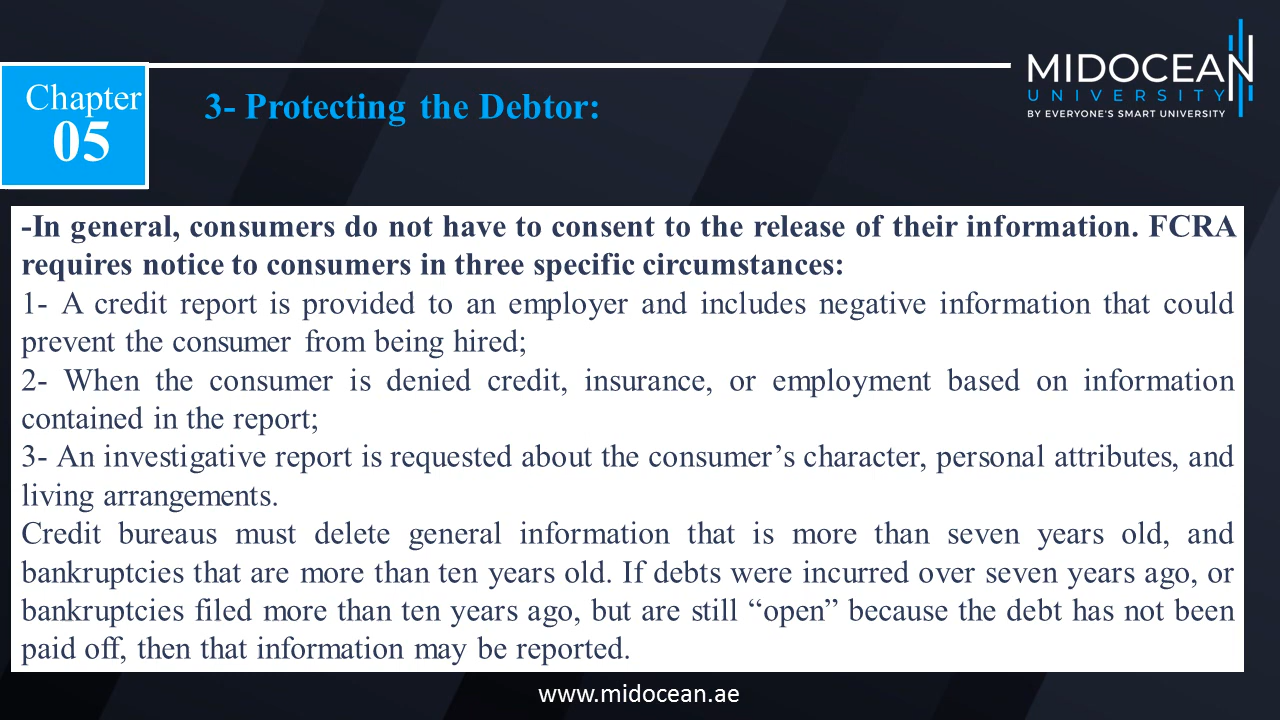 MIDOCEAN
UNIVERSITY
BY EVERYONE'S SMART UNIVERSITY
Chapter
05
3- Protecting the Debtor:
-In general, consumers do not have to consent to the release of their information. FCRA
requires notice to consumers in three specific circumstances:
1- A credit report is provided to an employer and includes negative information that could
prevent the consumer from being hired;
2- When the consumer is denied credit, insurance, or employment based on information
contained in the report;
3- An investigative report is requested about the consumer’s character, personal attributes, and
living arrangements.
Credit bureaus must delete general information that is more than seven years old, and
bankruptcies that are more than ten years old. If debts were incurred over seven years ago, or
bankruptcies filed more than ten years ago, but are still “open” because the debt has not been
paid off, then that information may be reported.
www.midocean.ae